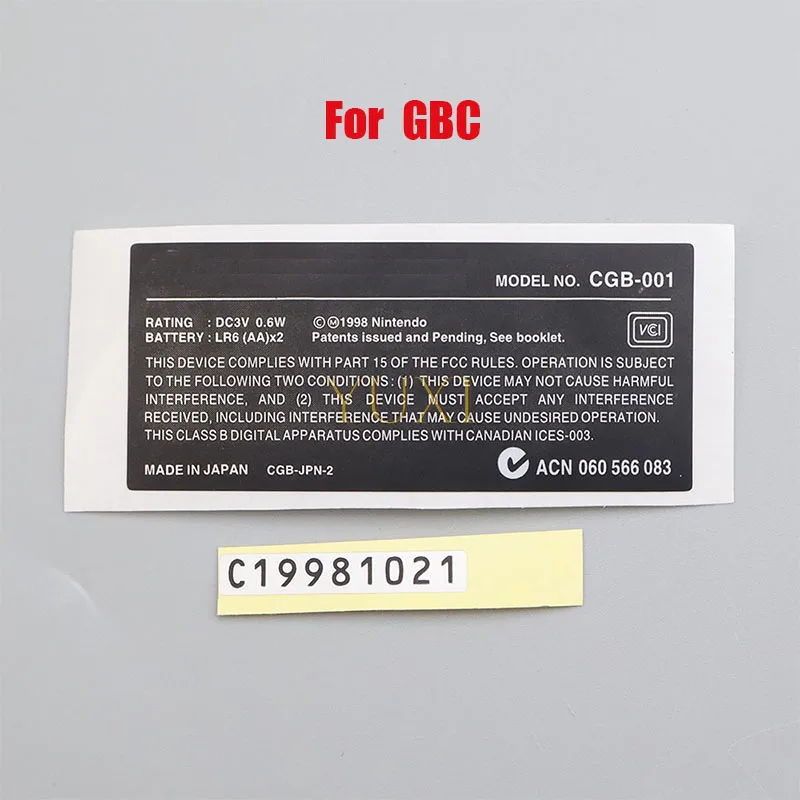 For GBC
MODEL NO. CGB-001
RATING : DC3V 0.6W ©Ⓜ1998 Nintendo
BATTERY : LR6 (AA)x2 Patents issued and Pending, See booklet.
VCI
THIS DEVICE COMPLIES WITH PART 15 OF THE FCC RULES. OPERATION IS SUBJECT
TO THE FOLLOWING TWO CONDITIONS : (1) THIS DEVICE MAY NOT CAUSE HARMFUL
INTERFERENCE, AND (2) THIS DEVICE MUST ACCEPT ANY INTERFERENCE
RECEIVED, INCLUDING INTERFERENCE THAT MAY CAUSE UNDESIRED OPERATION.
THIS CLASS B DIGITAL APPARATUS COMPLIES WITH CANADIAN ICES-003.
YUXI
MADE IN JAPAN CGB-JPN-2 ACN 060 566 083
C19981021